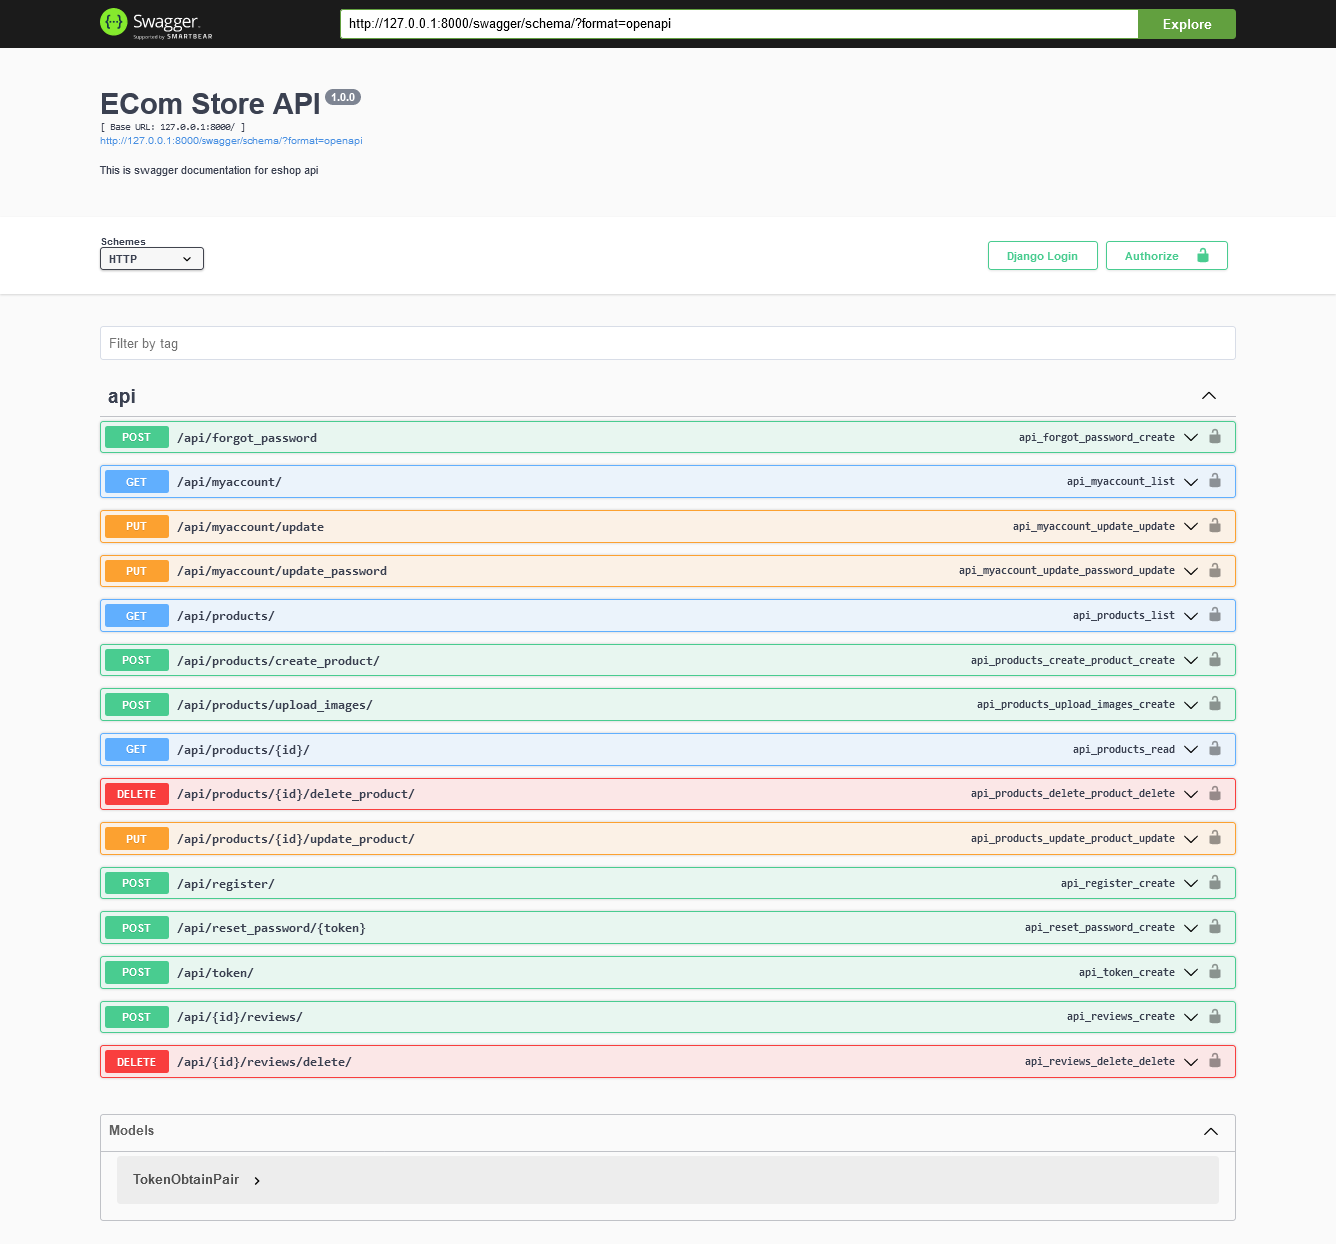 Swagger
Supported by SMARTBEAR
http://127.0.0.1:8000/swagger/schema/?format=openapi
Explore
ECom Store API 1.0.0
[ Base URL: 127.0.0.1:8000/ ]
http://127.0.0.1:8000/swagger/schema/?format=openapi
This is swagger documentation for eshop api
Schemes
HTTP
Django Login
Authorize
Filter by tag
api
POST /api/forgot_password api_forgot_password_create
GET /api/myaccount/ api_myaccount_list
PUT /api/myaccount/update api_myaccount_update_update
PUT /api/myaccount/update_password api_myaccount_update_password_update
GET /api/products/ api_products_list
POST /api/products/create_product/ api_products_create_product_create
POST /api/products/upload_images/ api_products_upload_images_create
GET /api/products/{id}/ api_products_read
DELETE /api/products/{id}/delete_product/ api_products_delete_product_delete
PUT /api/products/{id}/update_product/ api_products_update_product_update
POST /api/register/ api_register_create
POST /api/reset_password/{token} api_reset_password_create
POST /api/token/ api_token_create
POST /api/{id}/reviews/ api_reviews_create
DELETE /api/{id}/reviews/delete/ api_reviews_delete_delete
Models
TokenObtainPair